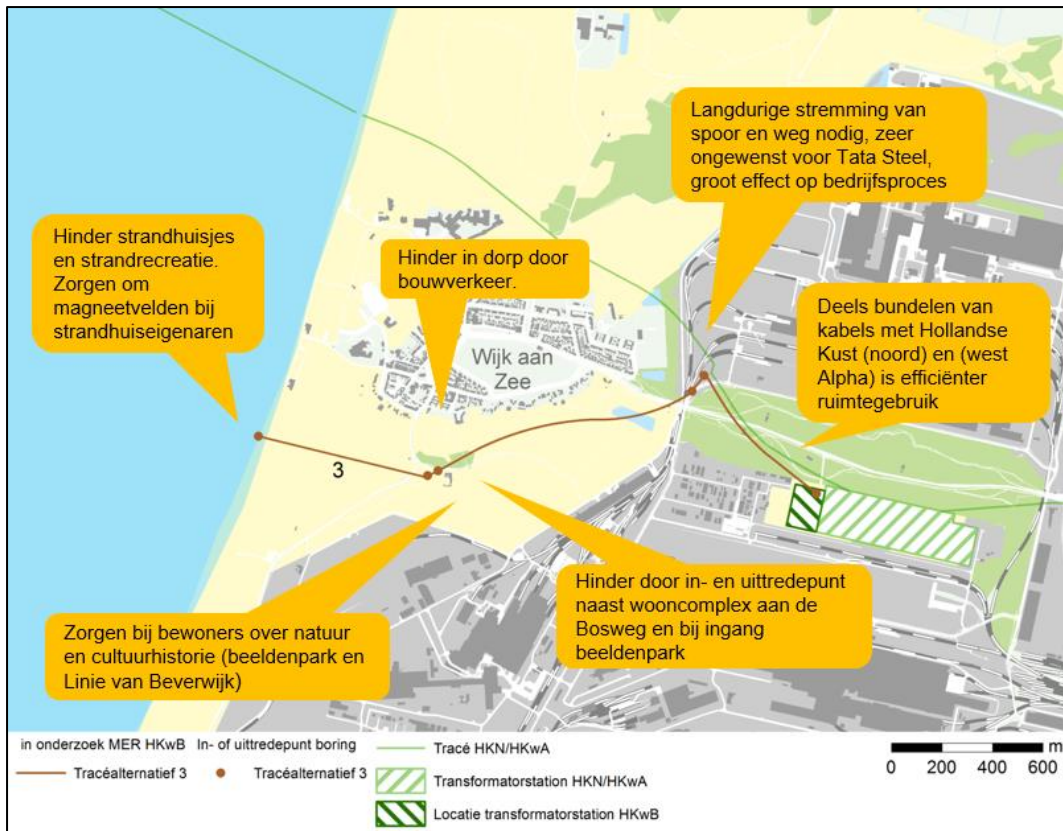 Langdurige stremming van
spoor en weg nodig, zeer
ongewenst voor Tata Steel,
groot effect op bedrijfsproces
Hinder strandhuisjes
en strandrecreatie.
Zorgen om
magneetvelden bij
strandhuiseigenaren
Hinder in dorp door
bouwverkeer.
Deels bundelen van
kabels met Hollandse
Kust (noord) en (west
Alpha) is efficiënter
ruimtegebruik
Wijk aan
Zee
3
Hinder door in- en uittredepunt
naast wooncomplex aan de
Bosweg en bij ingang
beeldenpark
Zorgen bij bewoners over natuur
en cultuurhistorie (beeldenpark en
Linie van Beverwijk)
in onderzoek MER HKwB
In- of uittredepunt boring
Tracéalternatief 3
Tracéalternatief 3
Tracé HKN/HKwA
Transformatorstation HKN/HKwA
Locatie transformatorstation HKwB
m
0 200 400 600